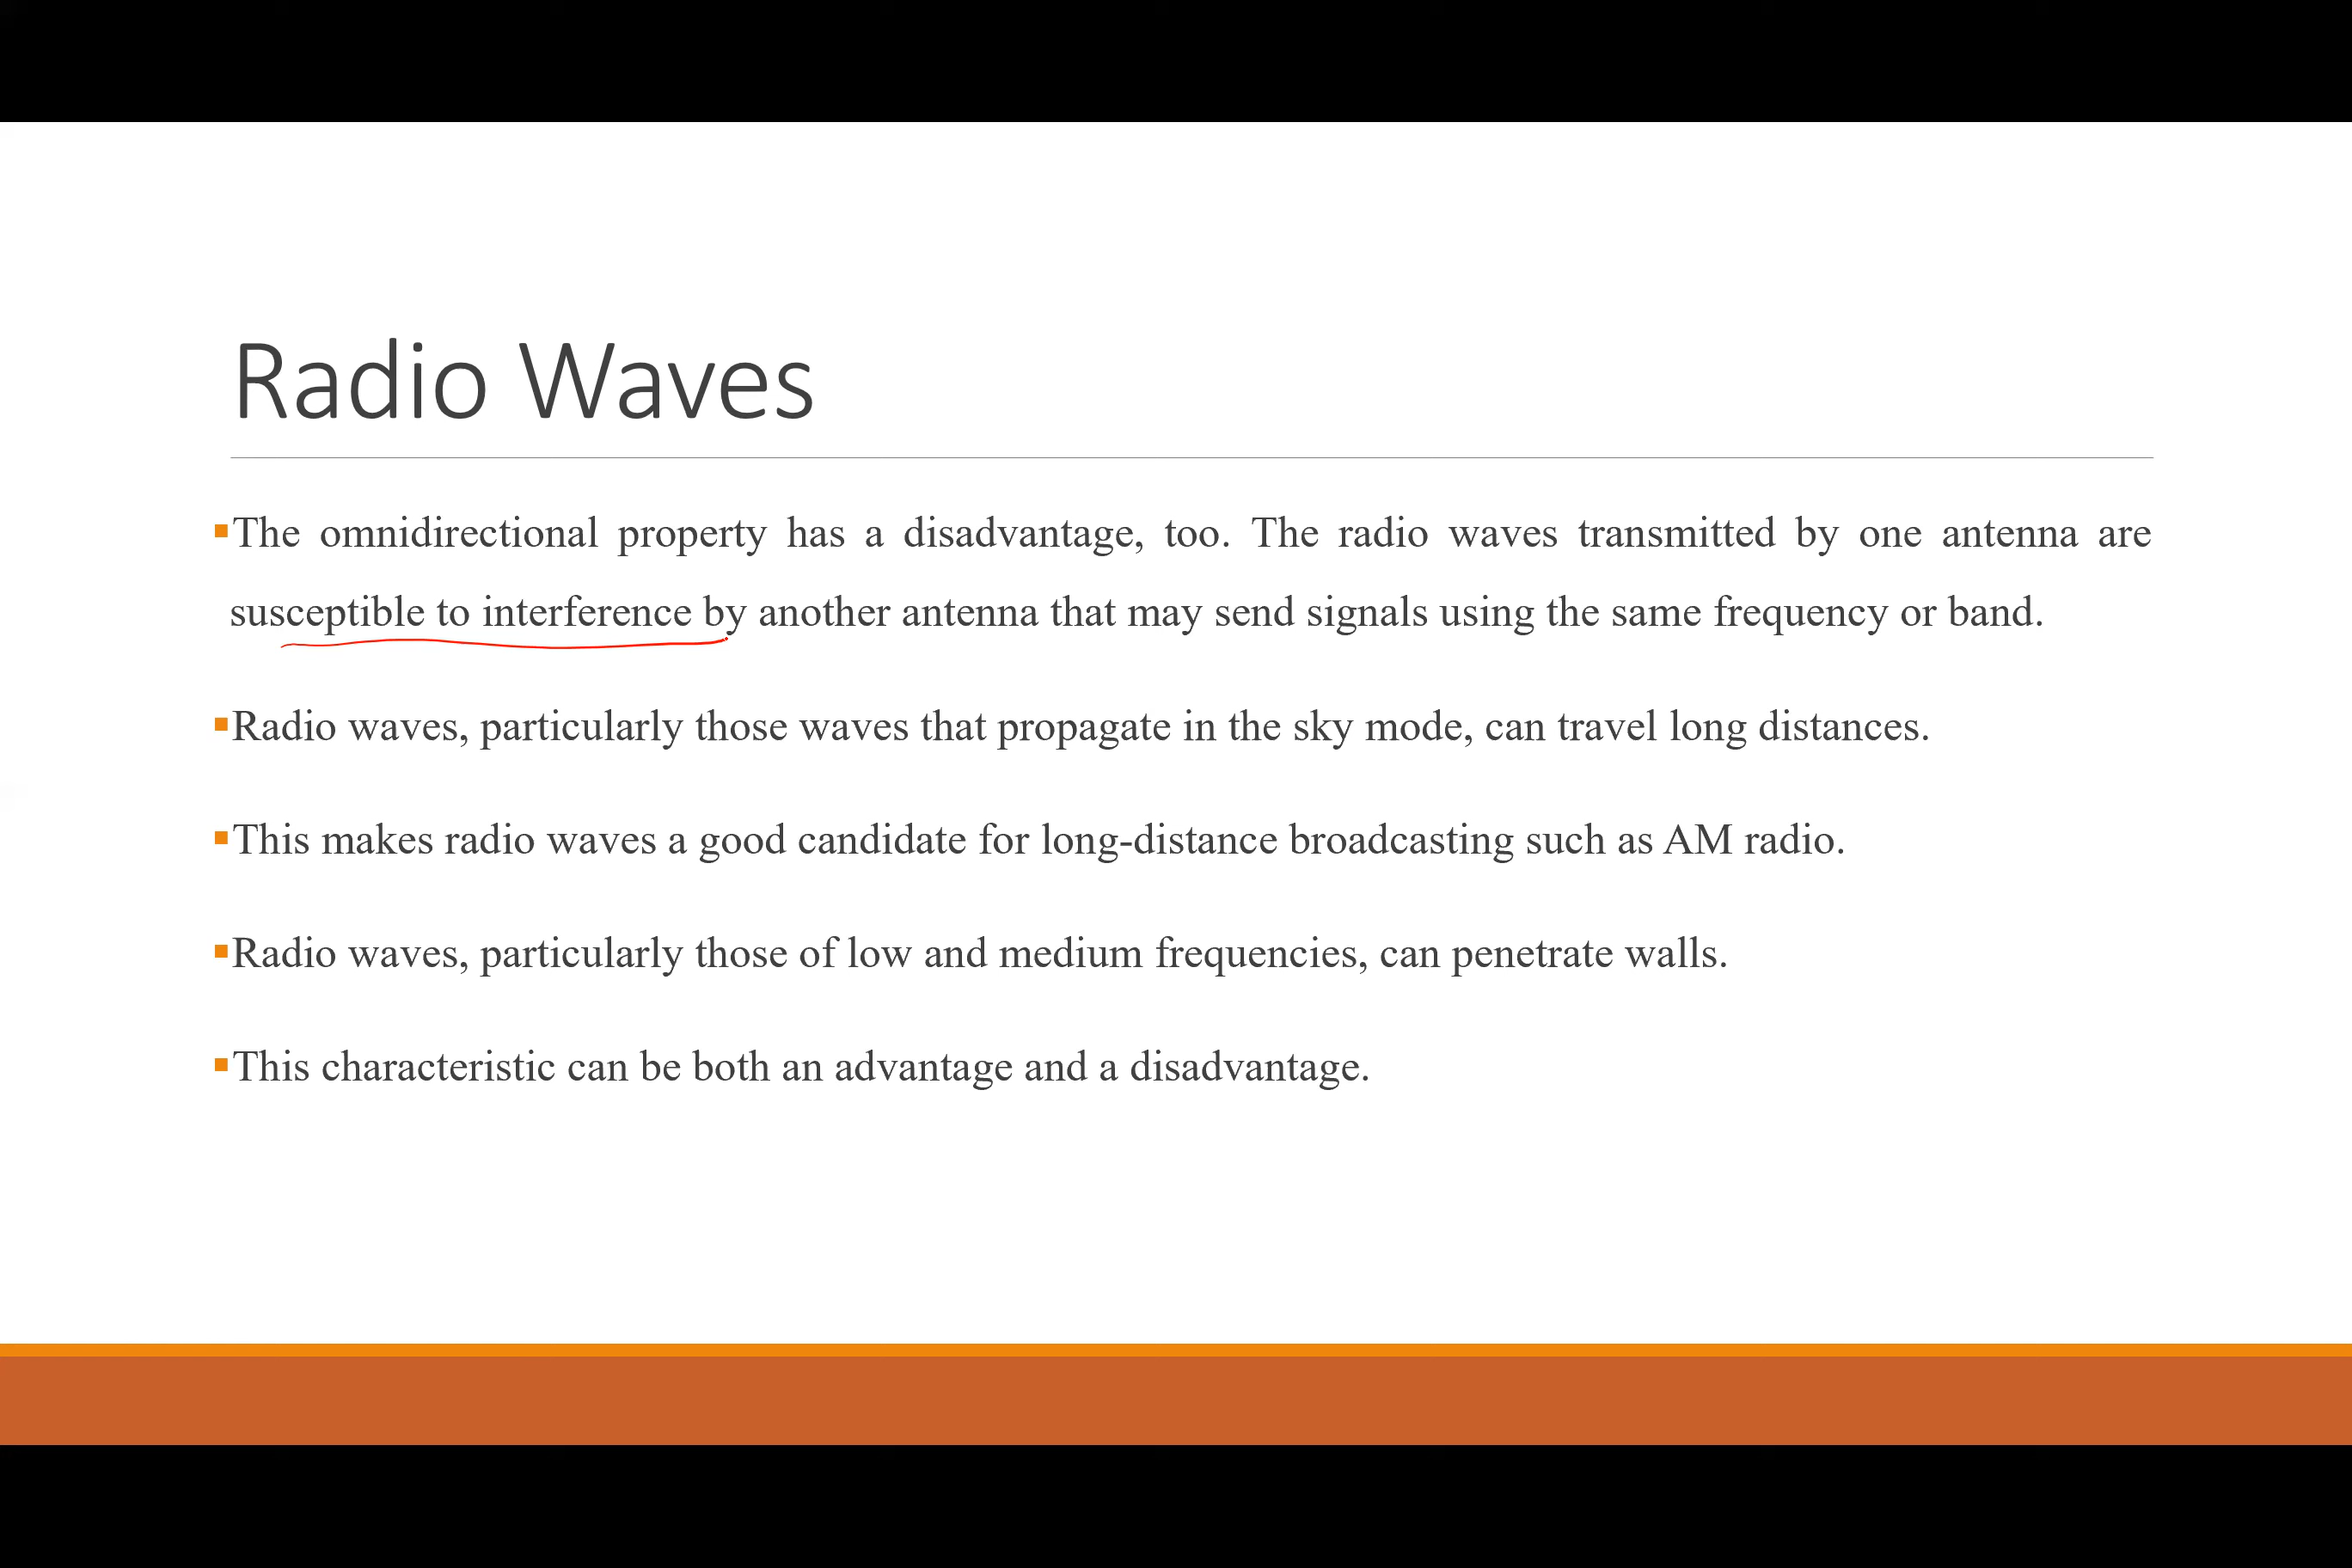 Radio Waves
The omnidirectional property has a disadvantage, too. The radio waves transmitted by one antenna are
susceptible to interference by another antenna that may send signals using the same frequency or band.
Radio waves, particularly those waves that propagate in the sky mode, can travel long distances.
This makes radio waves a good candidate for long-distance broadcasting such as AM radio.
Radio waves, particularly those of low and medium frequencies, can penetrate walls.
This characteristic can be both an advantage and a disadvantage.